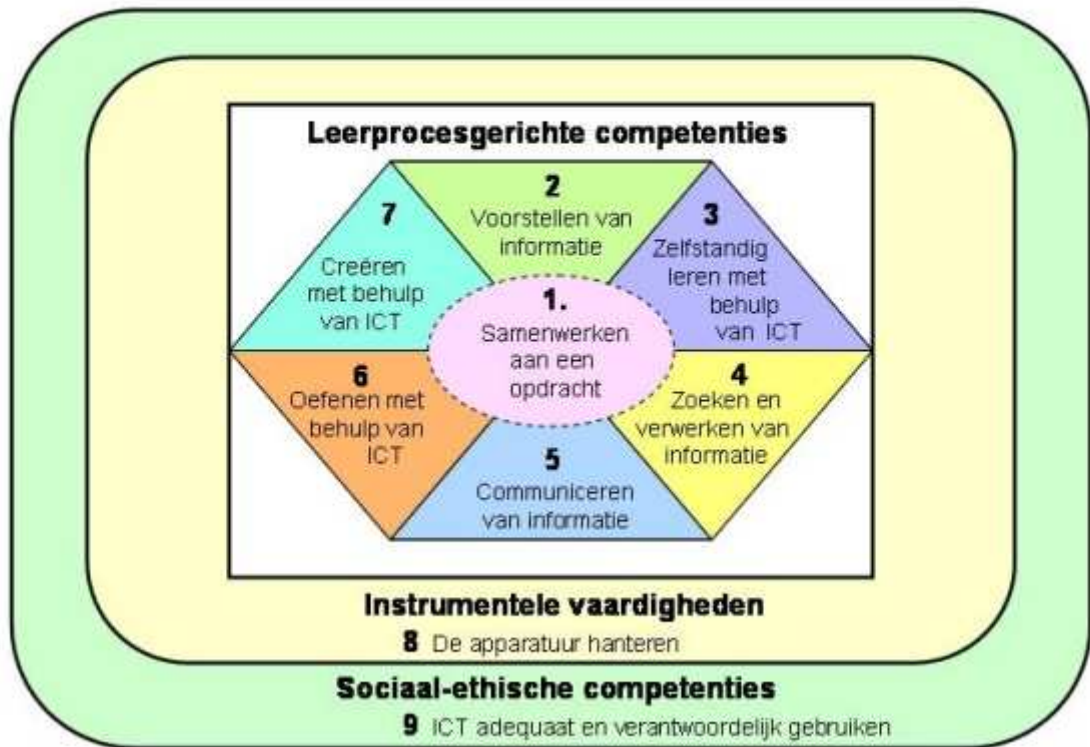 Leerprocesgerichte competenties
2
Voorstellen van
informatie
7
Creëren
met behulp
van ICT
3
Zelfstandig
leren met
behulp
van ICT
1.
Samenwerken
aan een
opdracht
6
Oefenen met
behulp van
ICT
4
Zoeken en
verwerken van
informatie
5
Communiceren
van informatie
Instrumentele vaardigheden
8 De apparatuur hanteren
Sociaal-ethische competenties
9 ICT adequaat en verantwoordelijk gebruiken